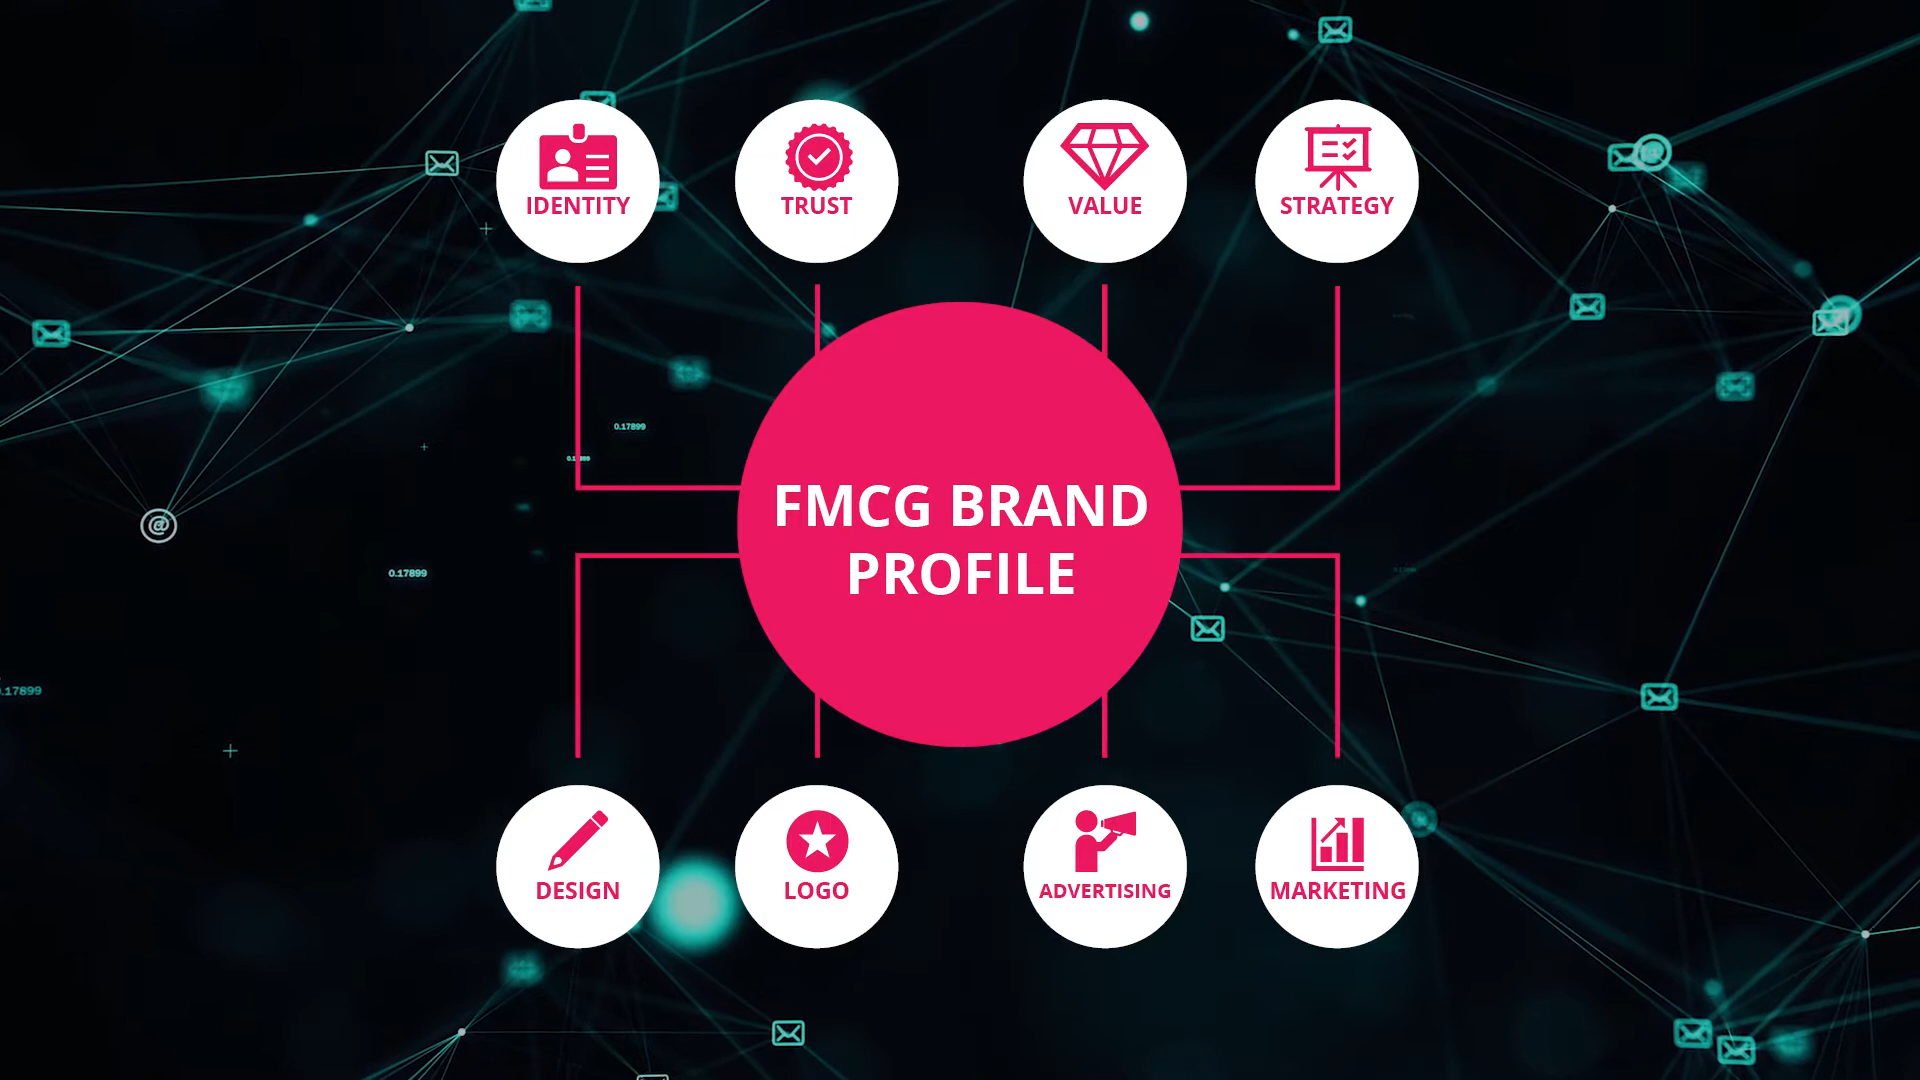 IDENTITY
TRUST
VALUE
STRATEGY
0.17899
FMCG BRAND
PROFILE
0.17899
.17899
DESIGN
LOGO
ADVERTISING
MARKETING